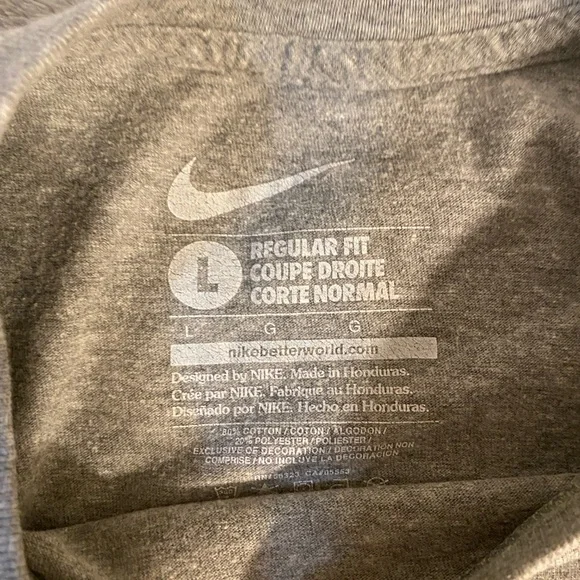 L
REGULAR FIT
COUPE DROITE
CORTE NORMAL
L G G
nikebetterworld.com
Designed by NIKE. Made in Honduras.
Crée par NIKE. Fabriqué au Honduras.
Diseñado por NIKE. Hecho en Honduras.
80% COTTON / COTON / ALGODON /
20% POLYESTER / POLIESTER /
EXCLUSIVE OF DECORATION / DECORATION NON
COMPRISE / NO INCLUYE LA DECORACION